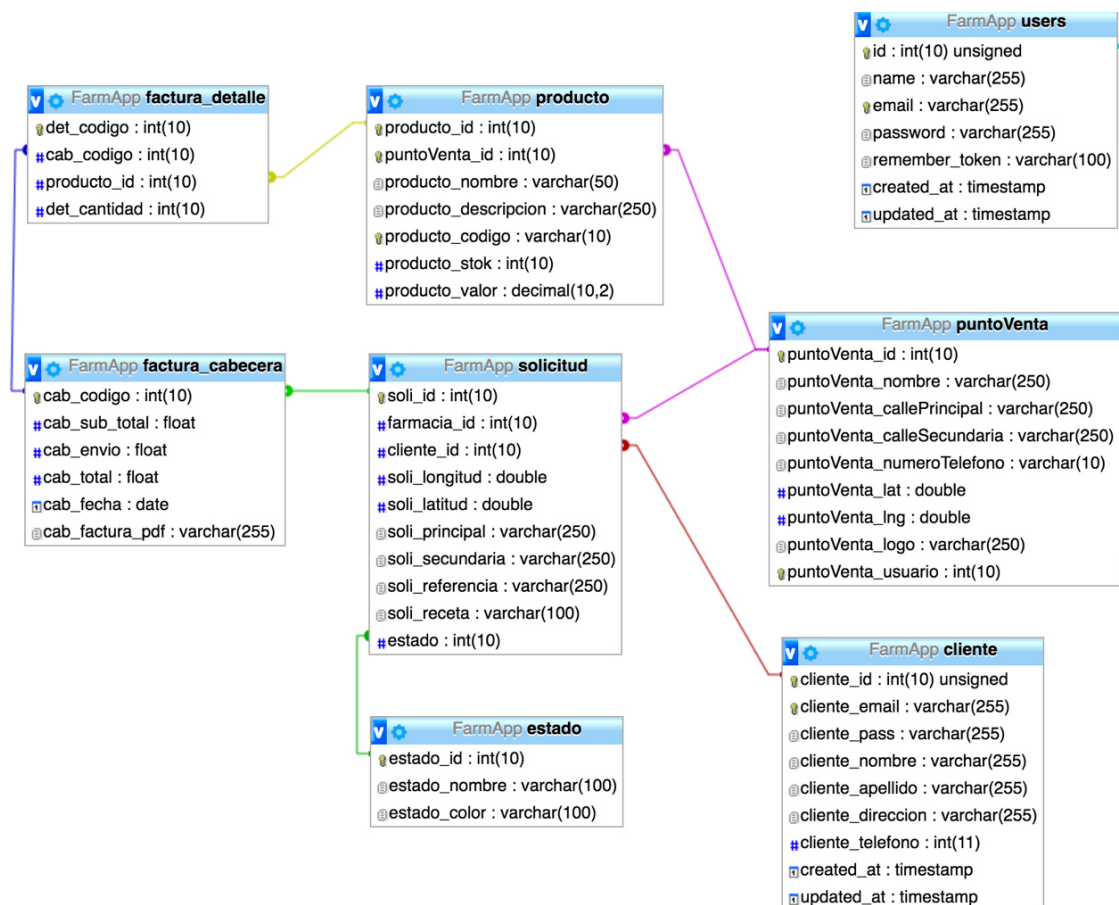 FarmApp users
id : int(10) unsigned
name : varchar(255)
email : varchar(255)
password : varchar(255)
remember_token : varchar(100)
created_at : timestamp
updated_at : timestamp
FarmApp factura_detalle
det_codigo : int(10)
#cab_codigo : int(10)
#producto_id : int(10)
#det_cantidad : int(10)
FarmApp producto
producto_id : int(10)
puntoVenta_id : int(10)
producto_nombre : varchar(50)
producto_descripcion : varchar(250)
producto_codigo : varchar(10)
#producto_stok : int(10)
#producto_valor : decimal(10,2)
FarmApp puntoVenta
puntoVenta_id : int(10)
puntoVenta_nombre : varchar(250)
puntoVenta_callePrincipal : varchar(250)
puntoVenta_calleSecundaria : varchar(250)
puntoVenta_numeroTelefono : varchar(10)
#puntoVenta_lat : double
#puntoVenta_lng : double
puntoVenta_logo : varchar(250)
puntoVenta_usuario : int(10)
FarmApp factura_cabecera
cab_codigo : int(10)
#cab_sub_total : float
#cab_envio : float
#cab_total : float
cab_fecha : date
cab_factura_pdf : varchar(255)
FarmApp solicitud
soli_id : int(10)
#farmacia_id : int(10)
#cliente_id : int(10)
#soli_longitud : double
#soli_latitud : double
soli_principal : varchar(250)
soli_secundaria : varchar(250)
soli_referencia : varchar(250)
soli_receta : varchar(100)
#estado : int(10)
FarmApp cliente
cliente_id : int(10) unsigned
cliente_email : varchar(255)
cliente_pass : varchar(255)
cliente_nombre : varchar(255)
cliente_apellido : varchar(255)
cliente_direccion : varchar(255)
#cliente_telefono : int(11)
created_at : timestamp
updated_at : timestamp
FarmApp estado
estado_id : int(10)
estado_nombre : varchar(100)
estado_color : varchar(100)